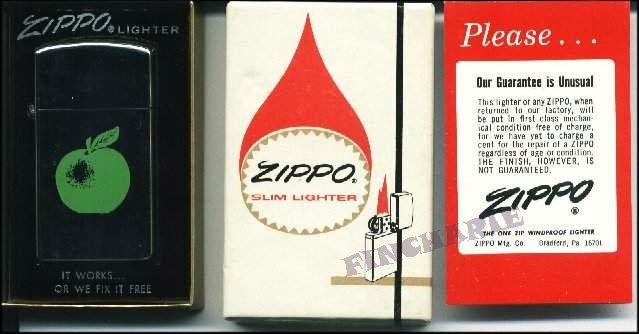 ZIPPO® LIGHTER
IT WORKS...
OR WE FIX IT FREE
ZIPPO®
SLIM LIGHTER
FINCHARIE
Please...
Our Guarantee is Unusual
This lighter or any ZIPPO, when
returned to our factory, will
be put in first class mechan-
ical condition free of charge,
for we have yet to charge a
cent for the repair of a ZIPPO
regardless of age or condition.
THE FINISH, HOWEVER, IS
NOT GUARANTEED.
ZIPPO®
THE ONE ZIP WINDPROOF LIGHTER
ZIPPO Mfg. Co. Bradford, Pa. 16701